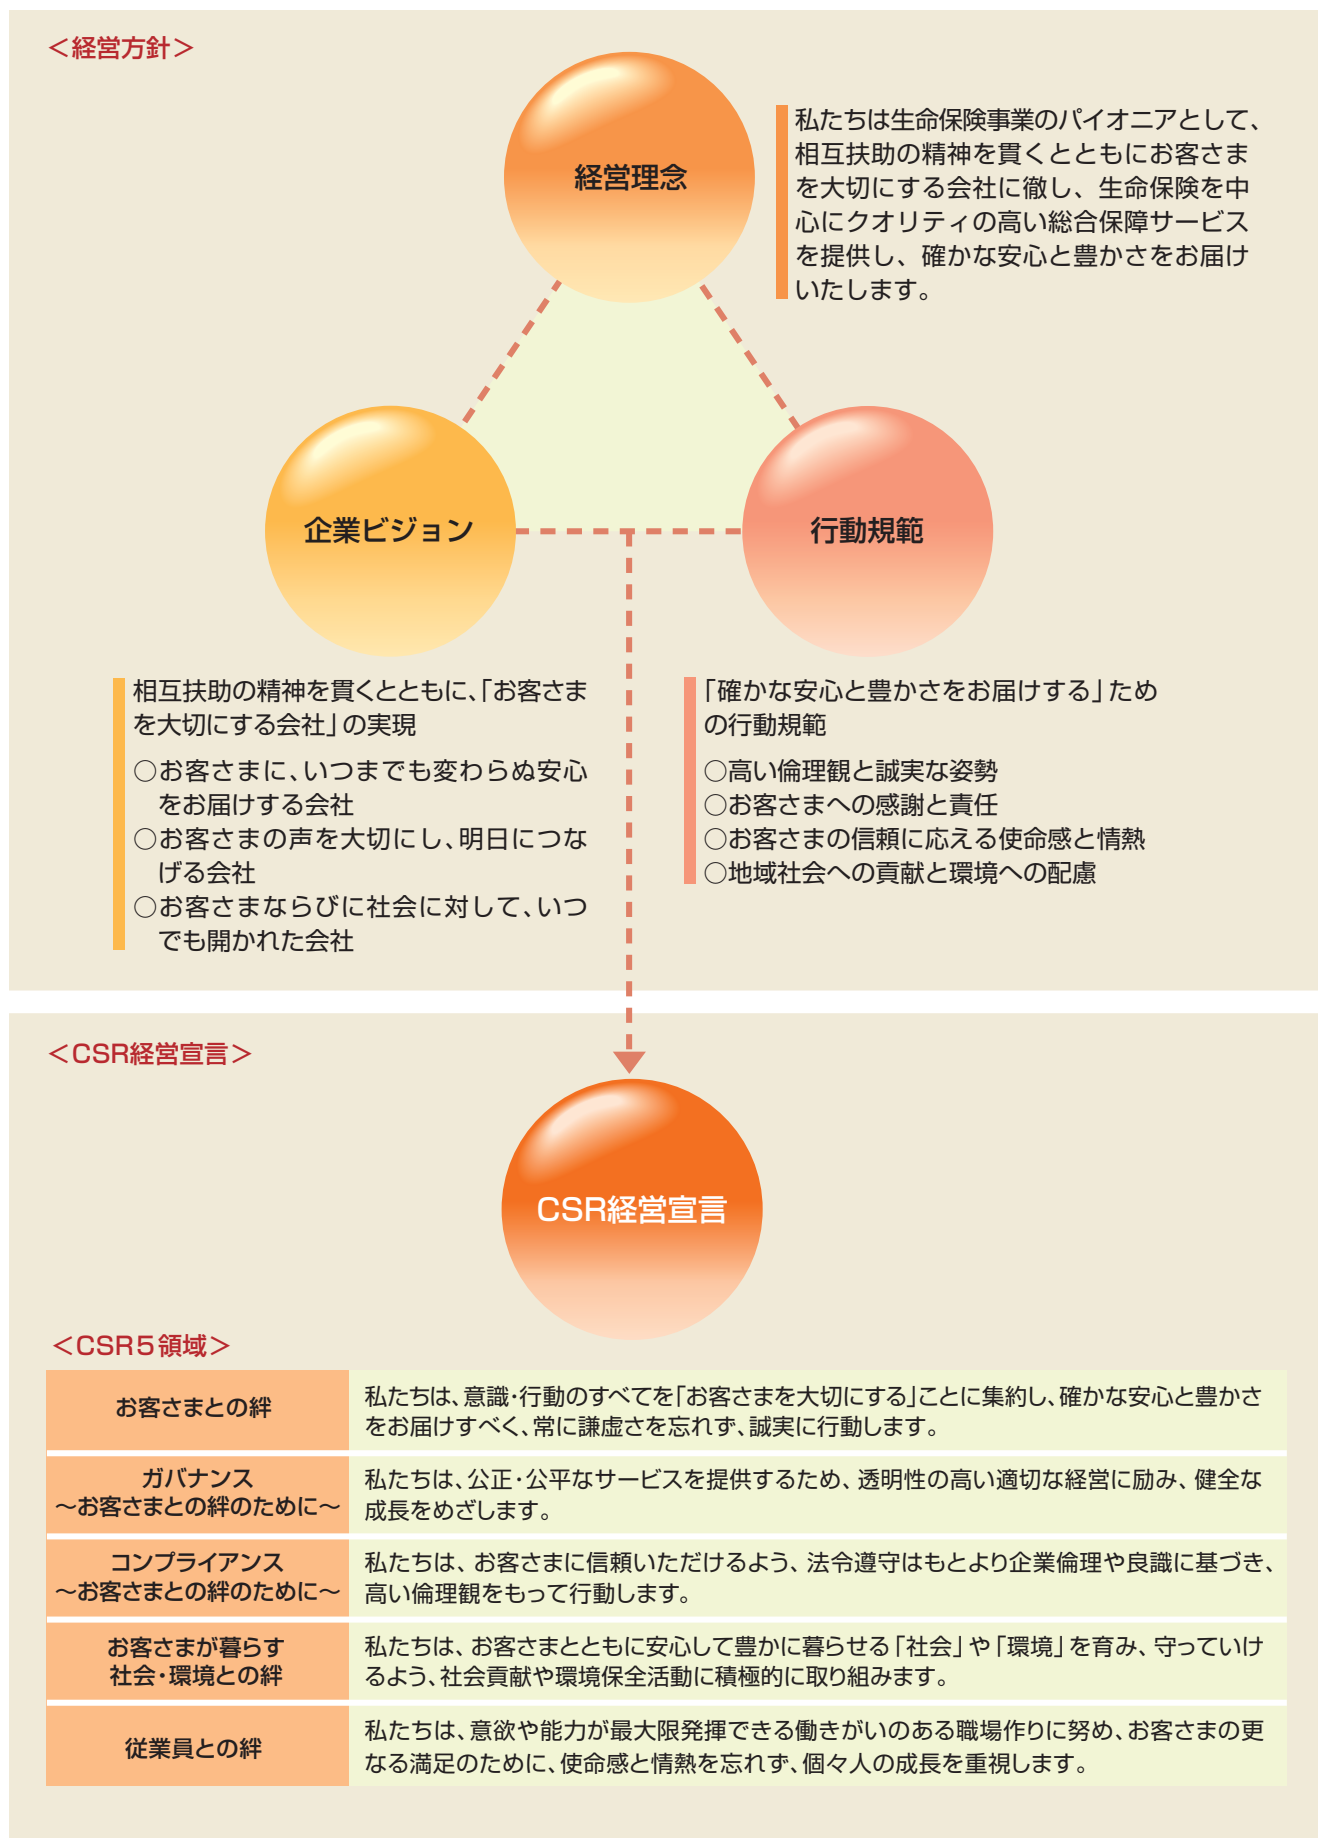 ＜経営方針＞
経営理念
私たちは生命保険事業のパイオニアとして、
相互扶助の精神を貫くとともにお客さま
を大切にする会社に徹し、生命保険を中
心にクオリティの高い総合保障サービス
を提供し、確かな安心と豊かさをお届け
いたします。
企業ビジョン
行動規範
相互扶助の精神を貫くとともに、「お客さま
を大切にする会社」の実現
○お客さまに、いつまでも変わらぬ安心
をお届けする会社
○お客さまの声を大切にし、明日につな
げる会社
○お客さまならびに社会に対して、いつ
でも開かれた会社
「確かな安心と豊かさをお届けする」ため
の行動規範
○高い倫理観と誠実な姿勢
○お客さまへの感謝と責任
○お客さまの信頼に応える使命感と情熱
○地域社会への貢献と環境への配慮
＜CSR経営宣言＞
CSR経営宣言
＜CSR５領域＞
お客さまとの絆
私たちは、意識・行動のすべてを「お客さまを大切にする」ことに集約し、確かな安心と豊かさ
をお届けすべく、常に謙虚さを忘れず、誠実に行動します。
ガバナンス
～お客さまとの絆のために～
私たちは、公正・公平なサービスを提供するため、透明性の高い適切な経営に励み、健全な
成長をめざします。
コンプライアンス
～お客さまとの絆のために～
私たちは、お客さまに信頼いただけるよう、法令遵守はもとより企業倫理や良識に基づき、
高い倫理観をもって行動します。
お客さまが暮らす
社会・環境との絆
私たちは、お客さまとともに安心して豊かに暮らせる「社会」や「環境」を育み、守っていけ
るよう、社会貢献や環境保全活動に積極的に取り組みます。
従業員との絆
私たちは、意欲や能力が最大限発揮できる働きがいのある職場作りに努め、お客さまの更
なる満足のために、使命感と情熱を忘れず、個々人の成長を重視します。